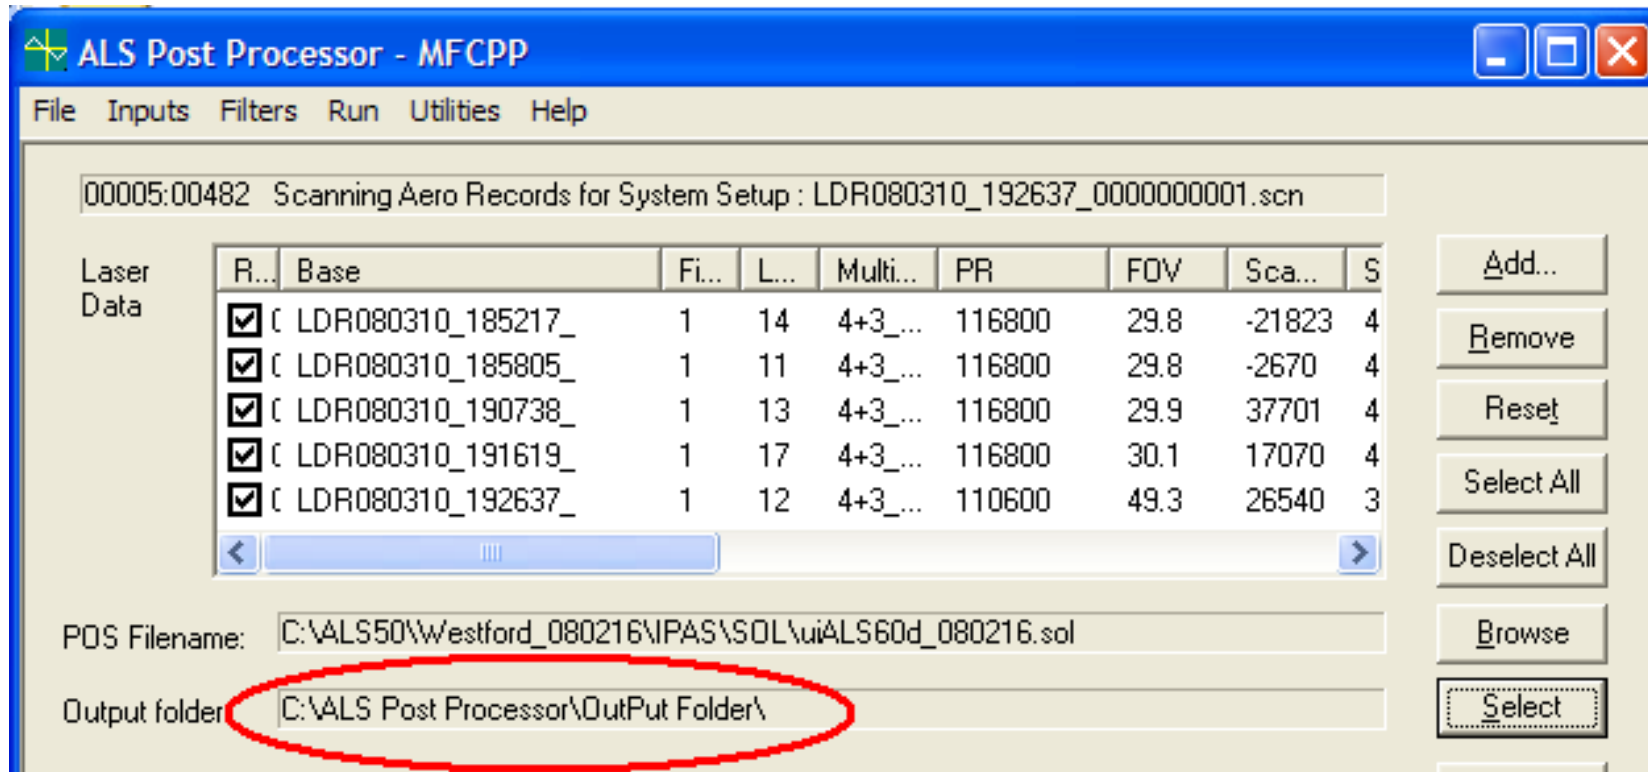 ALS Post Processor - MFCPP
File Inputs Filters Run Utilities Help
00005:00482 Scanning Aero Records for System Setup : LDR080310_192637_0000000001.scn
Laser Data
R... Base Fi... L... Multi... PR FOV Sca... S
LDR080310_185217_ 1 14 4+3_... 116800 29.8 -21823 4
LDR080310_185805_ 1 11 4+3_... 116800 29.8 -2670 4
LDR080310_190738_ 1 13 4+3_... 116800 29.9 37701 4
LDR080310_191619_ 1 17 4+3_... 116800 30.1 17070 4
LDR080310_192637_ 1 12 4+3_... 110600 49.3 26540 3
Add...
Remove
Reset
Select All
Deselect All
POS Filename: C:\ALS50\Westford_080216\IPAS\SOL\uiALS60d_080216.sol
Browse
Output folder C:\ALS Post Processor\OutPut Folder\
Select